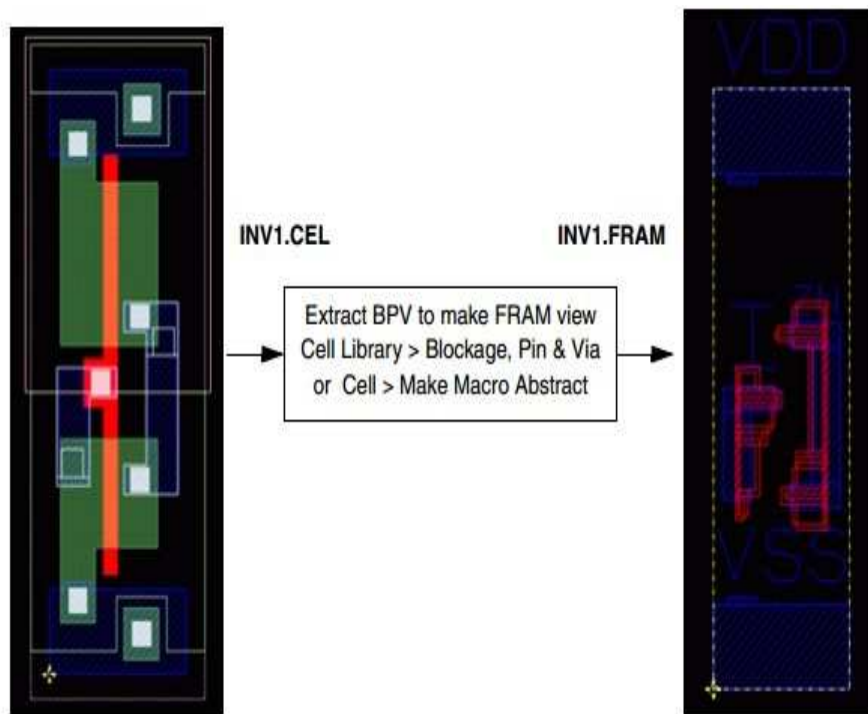 VDD
INV1.CEL
INV1.FRAM
Extract BPV to make FRAM view
Cell Library > Blockage, Pin & Via
or Cell > Make Macro Abstract
I
VSS